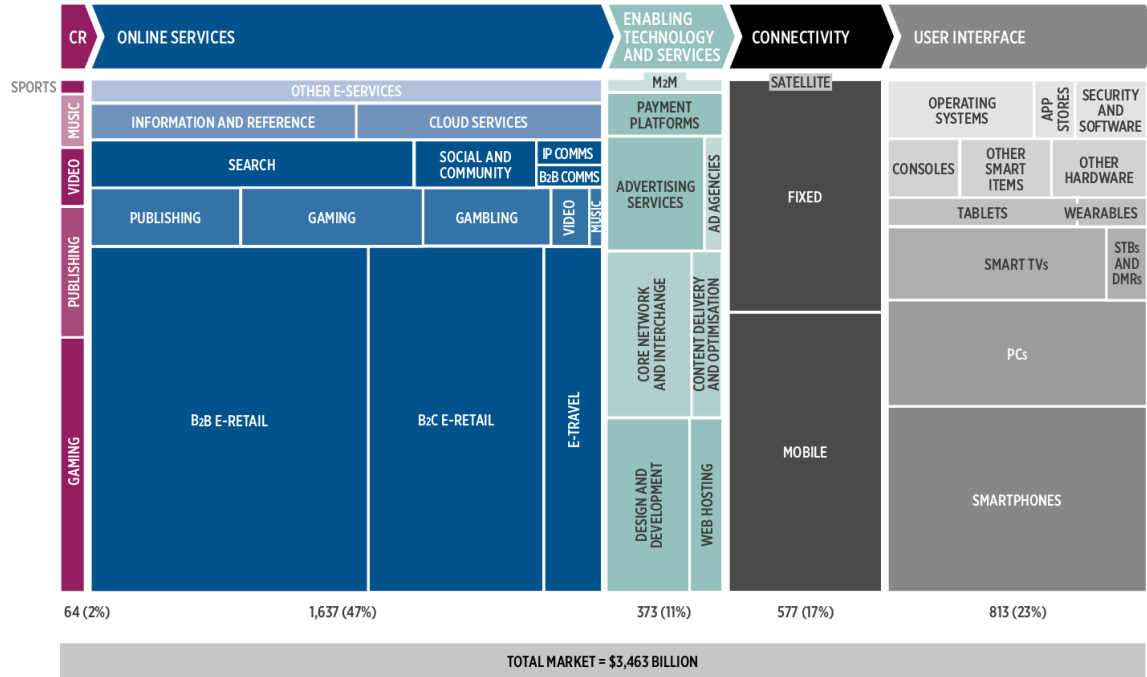 CR
ONLINE SERVICES
ENABLING
TECHNOLOGY
AND SERVICES
CONNECTIVITY
USER INTERFACE
SPORTS
MUSIC
VIDEO
PUBLISHING
GAMING
OTHER E-SERVICES
INFORMATION AND REFERENCE
CLOUD SERVICES
SEARCH
SOCIAL AND
COMMUNITY
IP COMMS
B2B COMMS
PUBLISHING
GAMING
GAMBLING
VIDEO
MUSIC
B2B E-RETAIL
B2C E-RETAIL
E-TRAVEL
M2M
PAYMENT
PLATFORMS
ADVERTISING
SERVICES
AD AGENCIES
CORE NETWORK
AND INTERCHANGE
CONTENT DELIVERY
AND OPTIMISATION
DESIGN AND
DEVELOPMENT
WEB HOSTING
SATELLITE
FIXED
MOBILE
OPERATING
SYSTEMS
APP
STORES
SECURITY
AND
SOFTWARE
CONSOLES
OTHER
SMART
ITEMS
OTHER
HARDWARE
TABLETS
WEARABLES
SMART TVs
STBs
AND
DMRs
PCs
SMARTPHONES
64 (2%)
1,637 (47%)
373 (11%)
577 (17%)
813 (23%)
TOTAL MARKET = $3,463 BILLION